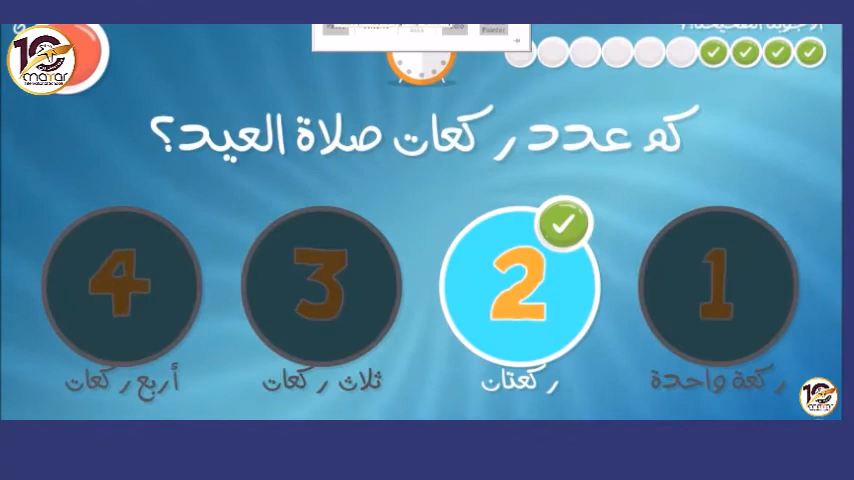 كم عدد ركعات صلاة العيد؟
1
2
3
4
ركعة واحدة
ركعتان
ثلاث ركعات
أربع ركعات